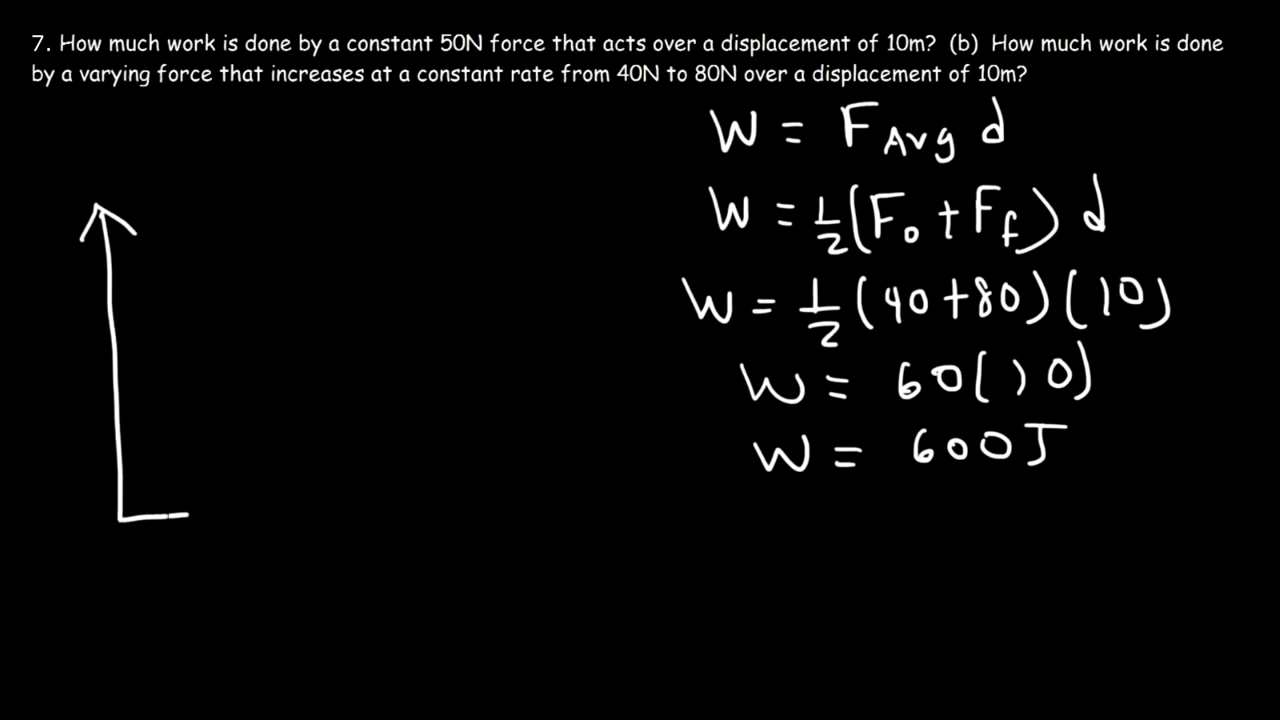 7. How much work is done by a constant 50N force that acts over a displacement of 10m? (b) How much work is done
by a varying force that increases at a constant rate from 40N to 80N over a displacement of 10m?
W = F Avg d
W = 1/2 (F₀ + F_f) d
W = 1/2 (40+80)(10)
W = 60(10)
W = 600J